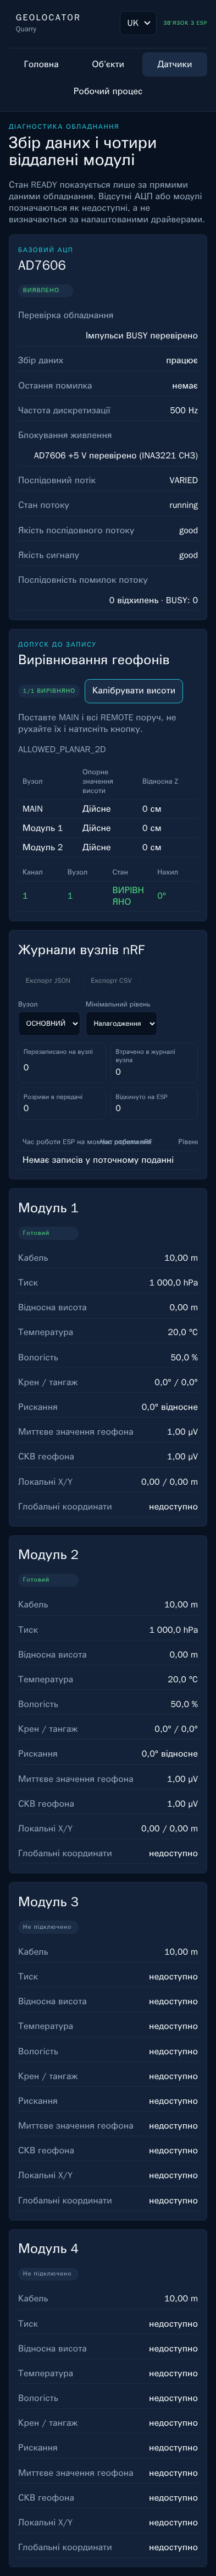 GEOLOCATOR
Quarry
UK
ЗВ'ЯЗОК З ESP
Головна
Об'єкти
Датчики
Робочий процес
ДІАГНОСТИКА ОБЛАДНАННЯ
Збір даних і чотири
віддалені модулі
Стан READY показується лише за прямими
даними обладнання. Відсутні АЦП або модулі
позначаються як недоступні, а не
визначаються за налаштованими драйверами.
БАЗОВИЙ АЦП
AD7606
ВИЯВЛЕНО
Перевірка обладнання
Імпульси BUSY перевірено
Збір даних працює
Остання помилка немає
Частота дискретизації 500 Hz
Блокування живлення
AD7606 +5 V перевірено (INA3221 CH3)
Послідовний потік VARIED
Стан потоку running
Якість послідовного потоку good
Якість сигналу good
Послідовність помилок потоку
0 відхилень · BUSY: 0
ДОПУСК ДО ЗАПИСУ
Вирівнювання геофонів
1/1 ВИРІВНЯНО
Калібрувати висоти
Поставте MAIN і всі REMOTE поруч, не
рухайте їх і натисніть кнопку.
ALLOWED_PLANAR_2D
Вузол Опорне значення висоти Відносна Z
MAIN Дійсне 0 см
Модуль 1 Дійсне 0 см
Модуль 2 Дійсне 0 см
Канал Вузол Стан Нахил
1 1 ВИРІВН
ЯНО 0°
Журнали вузлів nRF
Експорт JSON Експорт CSV
Вузол Мінімальний рівень
ОСНОВНИЙ Налагодження
Перезаписано на вузлі
0
Втрачено в журналі
вузла
0
Розриви в передачі
0
Відкинуто на ESP
0
Час роботи ESP на момент
Рівень
Немає записів у поточному поданні
Модуль 1
Готовий
Кабель 10,00 m
Тиск 1 000,0 hPa
Відносна висота 0,00 m
Температура 20,0 °C
Вологість 50,0 %
Крен / тангаж 0,0° / 0,0°
Рискання 0,0° відносне
Миттєве значення геофона 1,00 µV
СКВ геофона 1,00 µV
Локальні X/Y 0,00 / 0,00 m
Глобальні координати недоступно
Модуль 2
Готовий
Кабель 10,00 m
Тиск 1 000,0 hPa
Відносна висота 0,00 m
Температура 20,0 °C
Вологість 50,0 %
Крен / тангаж 0,0° / 0,0°
Рискання 0,0° відносне
Миттєве значення геофона 1,00 µV
СКВ геофона 1,00 µV
Локальні X/Y 0,00 / 0,00 m
Глобальні координати недоступно
Модуль 3
Не підключено
Кабель 10,00 m
Тиск недоступно
Відносна висота недоступно
Температура недоступно
Вологість недоступно
Крен / тангаж недоступно
Рискання недоступно
Миттєве значення геофона недоступно
СКВ геофона недоступно
Локальні X/Y недоступно
Глобальні координати недоступно
Модуль 4
Не підключено
Кабель 10,00 m
Тиск недоступно
Відносна висота недоступно
Температура недоступно
Вологість недоступно
Крен / тангаж недоступно
Рискання недоступно
Миттєве значення геофона недоступно
СКВ геофона недоступно
Локальні X/Y недоступно
Глобальні координати недоступно